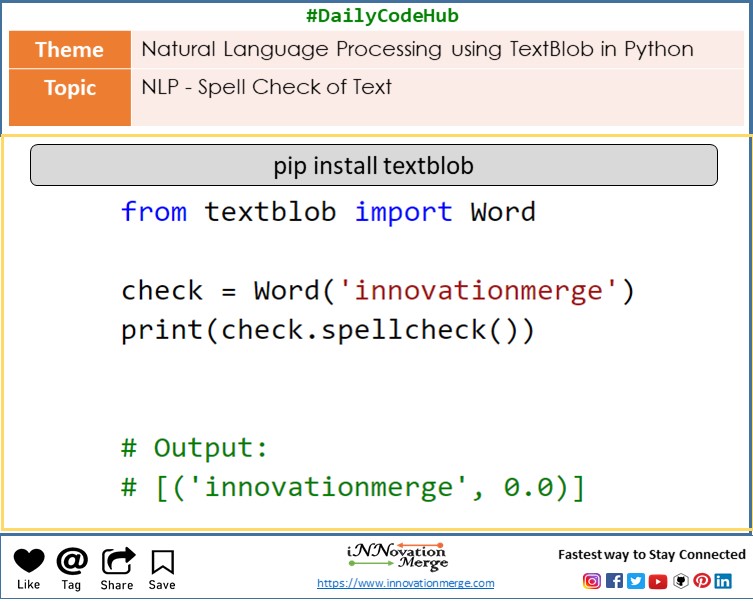 #DailyCodeHub
Theme Natural Language Processing using TextBlob in Python
Topic NLP - Spell Check of Text
pip install textblob
from textblob import Word
check = Word('innovationmerge')
print(check.spellcheck())
# Output:
# [('innovationmerge', 0.0)]
Like Tag Share Save
iNNovation
Merge
https://www.innovationmerge.com
Fastest way to Stay Connected